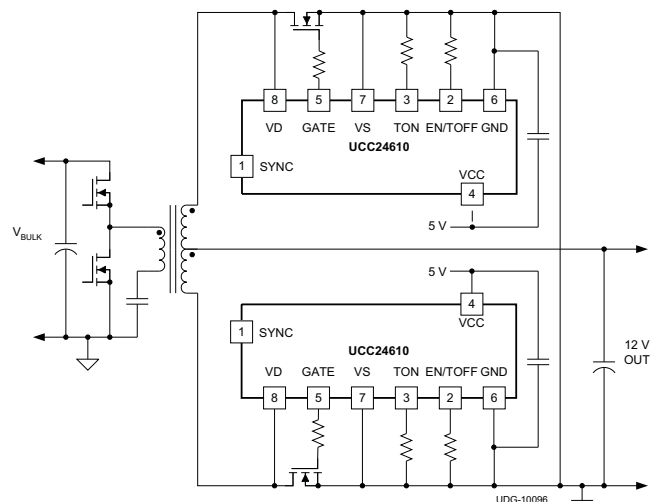 8 5 7 3 2 6
VD GATE VS TON EN/TOFF GND
UCC24610
1 SYNC
VCC
4
5 V
VBULK
5 V
4
VCC
1 SYNC
UCC24610
VD GATE VS TON EN/TOFF GND
8 5 7 3 2 6
12 V
OUT
UDG-10096